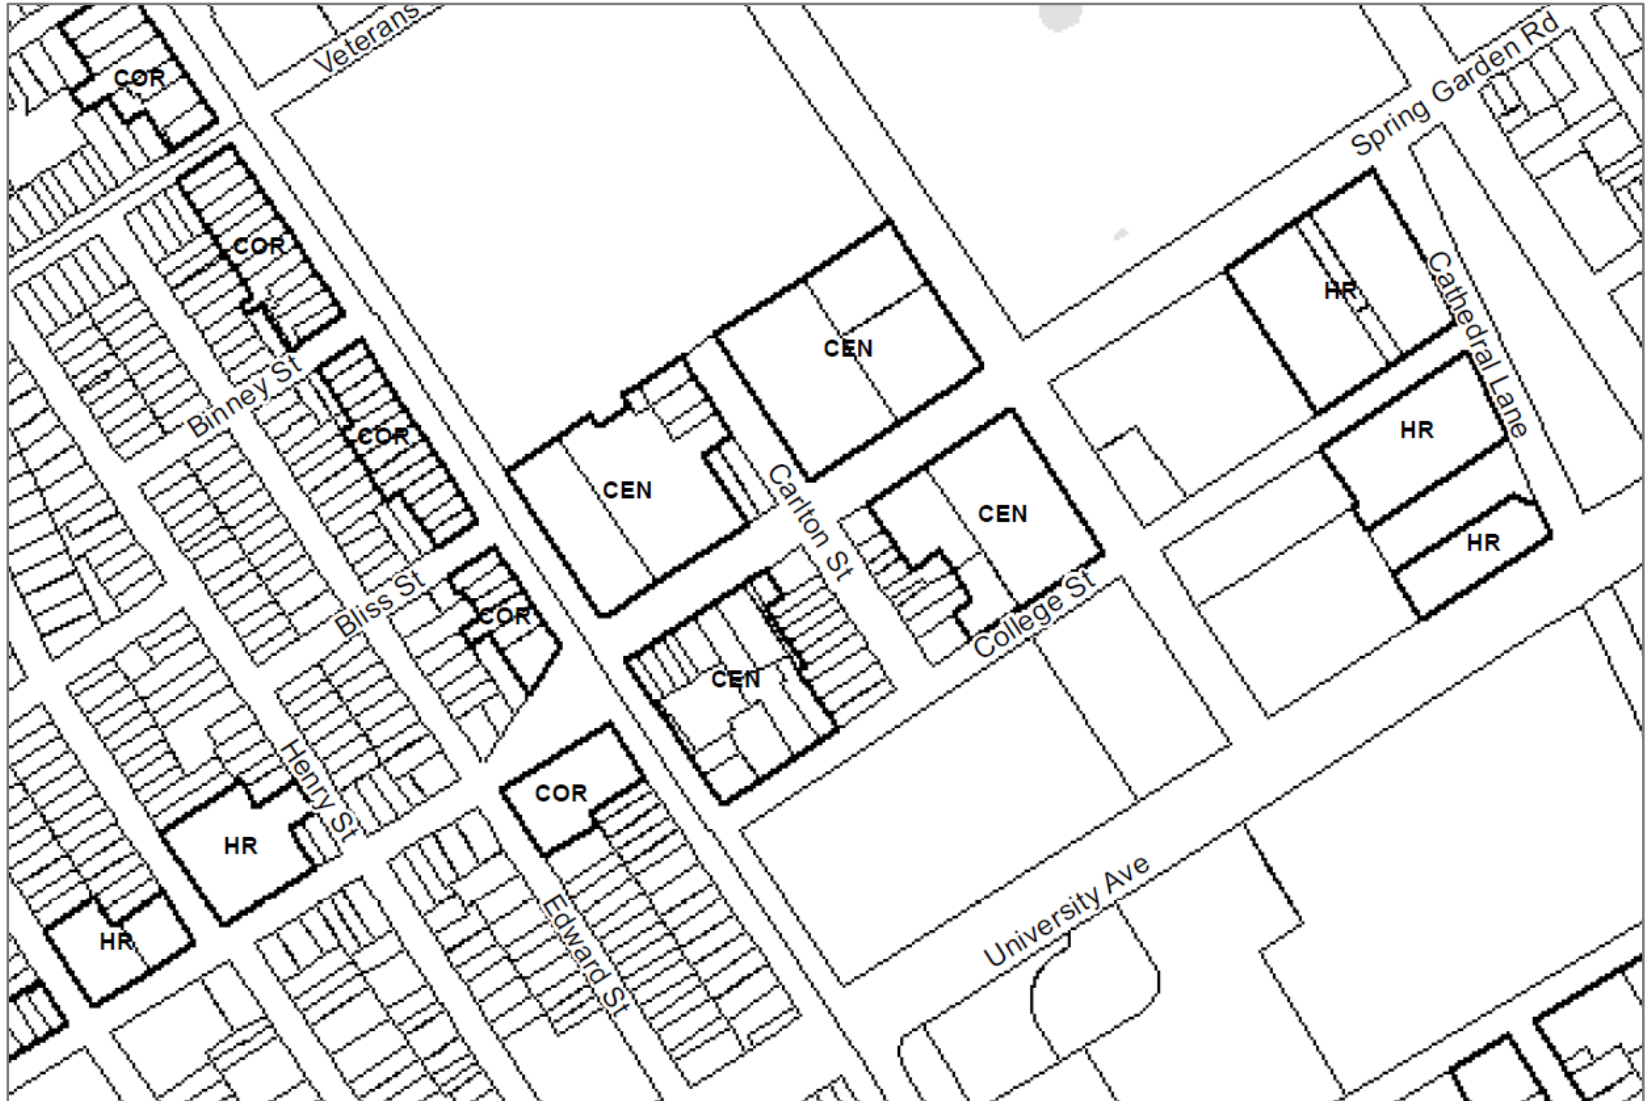 Veterans
Spring Garden Rd
COR
COR
Cathedral Lane
HR
CEN
Binney St
COR
HR
CEN
Carlton St
CEN
HR
Bliss St
COR
College St
CEN
Henry St
COR
HR
University Ave
Edward St
HR